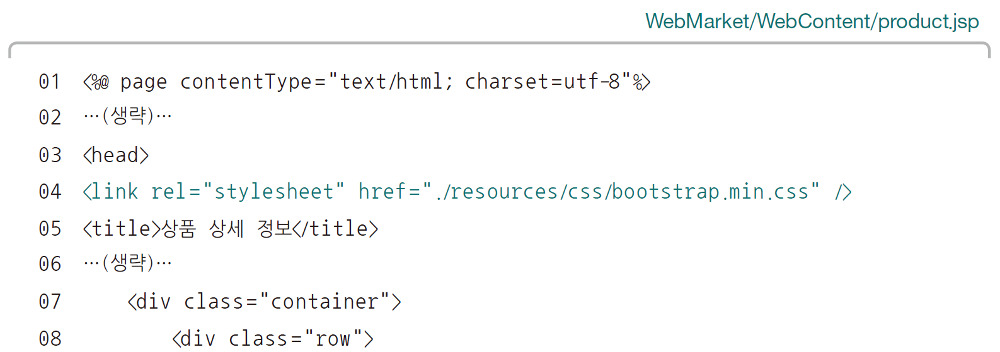 WebMarket/WebContent/product.jsp
01 <%@ page contentType="text/html; charset=utf-8"%>
02 …(생략)…
03 <head>
04 <link rel="stylesheet" href="./resources/css/bootstrap.min.css" />
05 <title>상품 상세 정보</title>
06 …(생략)…
07 <div class="container">
08 <div class="row">